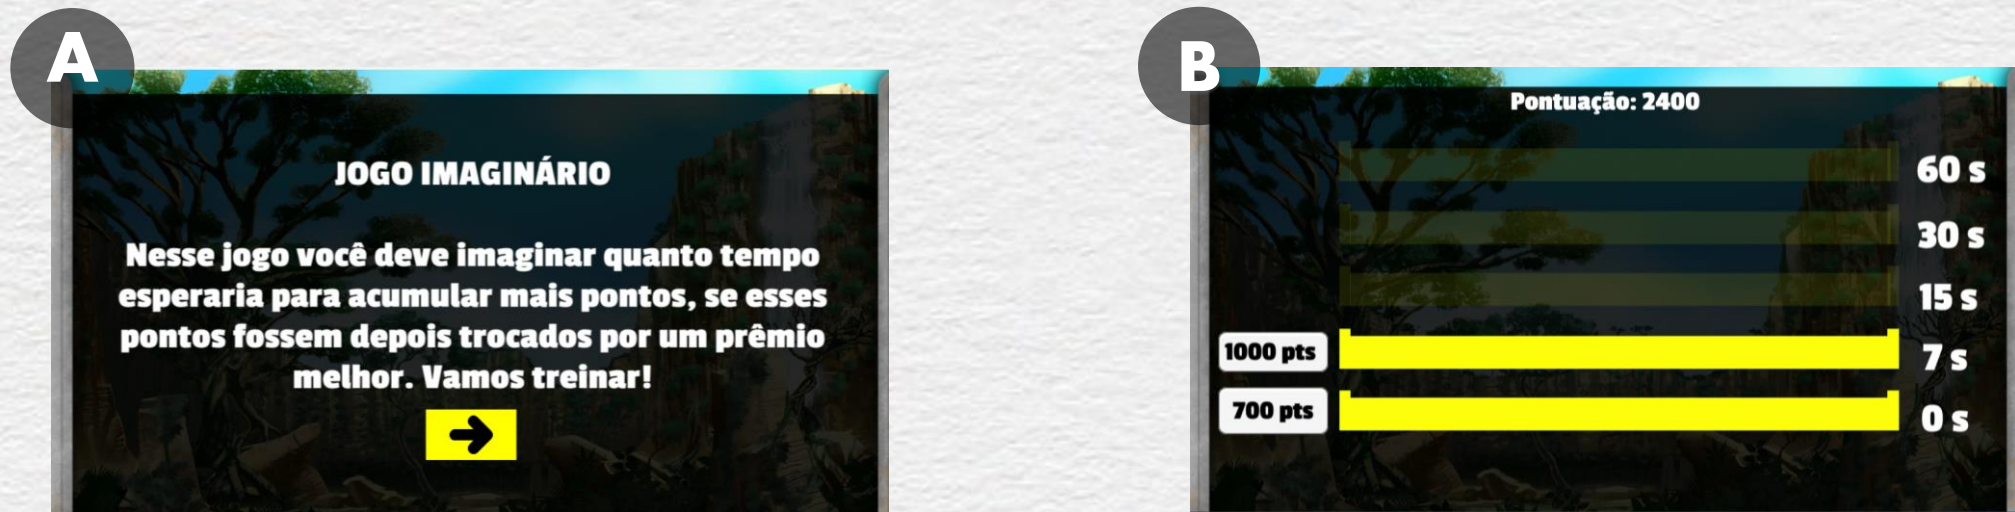 A
JOGO IMAGINÁRIO
Nesse jogo você deve imaginar quanto tempo
esperaria para acumular mais pontos, se esses
pontos fossem depois trocados por um prêmio
melhor. Vamos treinar!
B
Pontuação: 2400
60 s
30 s
15 s
1000 pts 7 s
700 pts 0 s